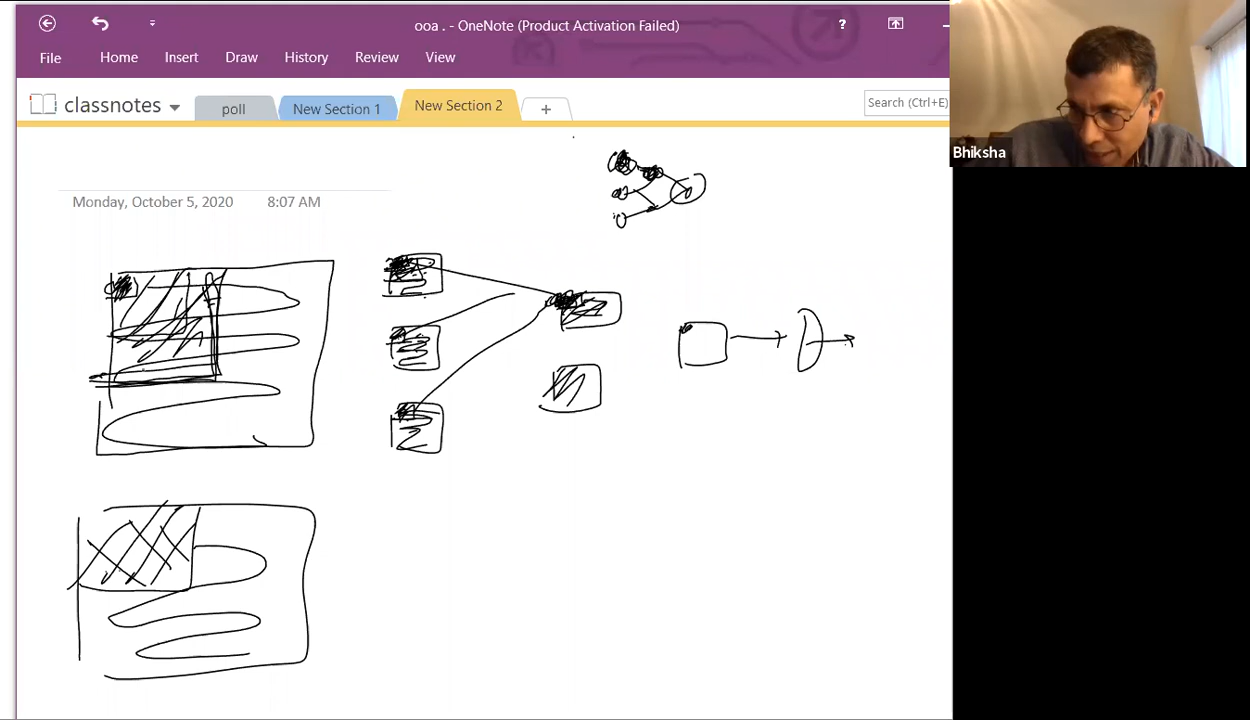 ooa . - OneNote (Product Activation Failed)
?
File Home Insert Draw History Review View
classnotes
poll
New Section 1
New Section 2
+
Search (Ctrl+E)
Bhiksha
Monday, October 5, 2020 8:07 AM